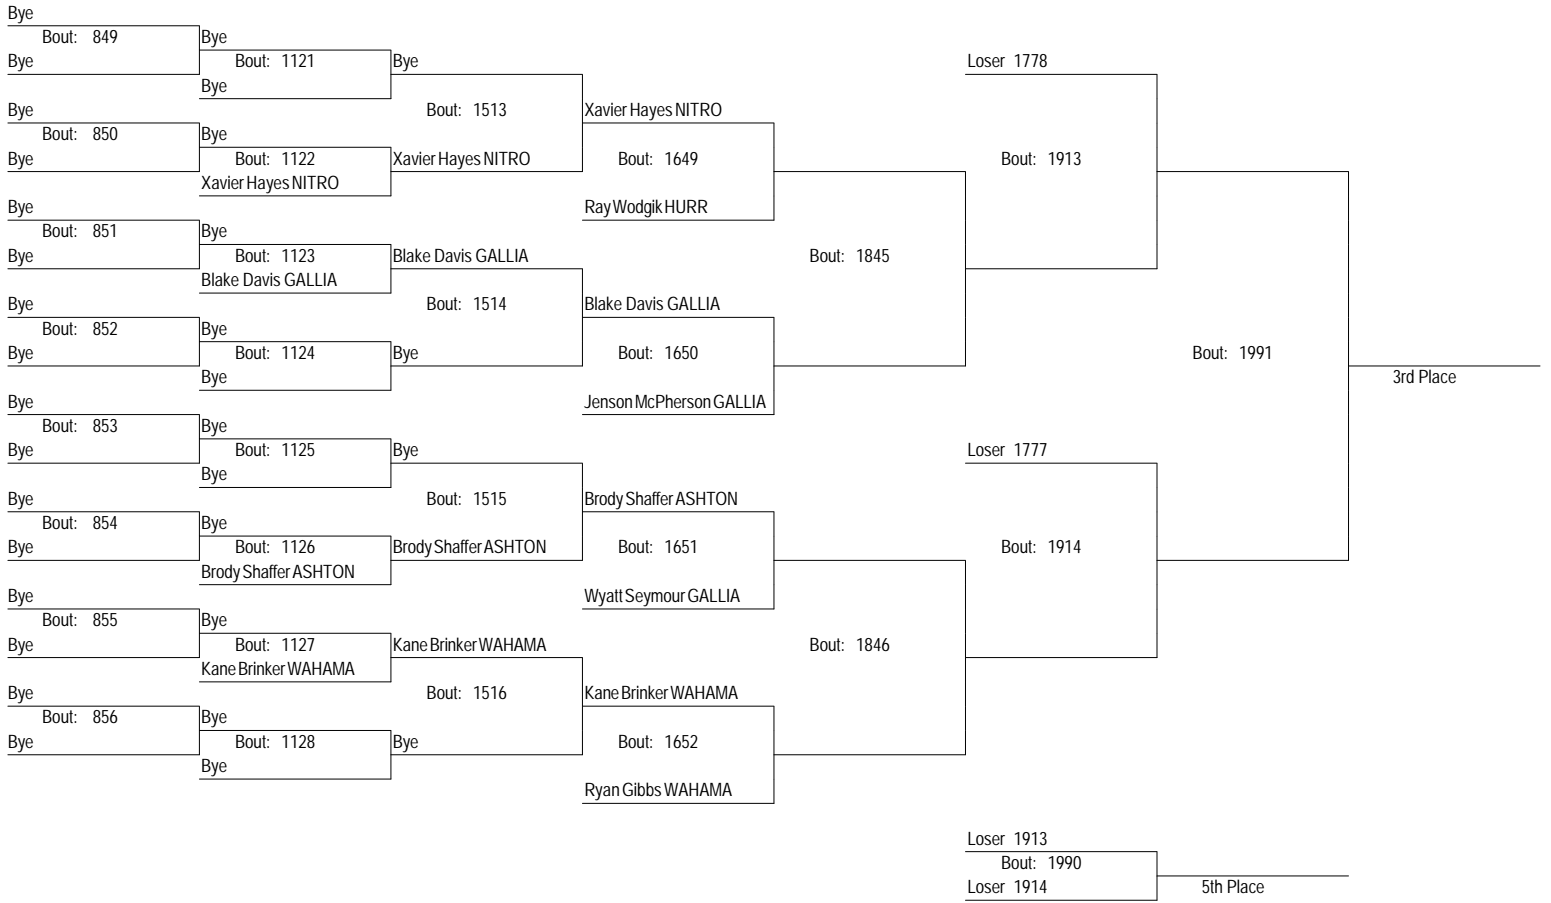 Bye
Bout: 849
Bye
Bye
Bout: 850
Bye
Bye
Bout: 851
Bye
Bye
Bout: 852
Bye
Bye
Bout: 853
Bye
Bye
Bout: 854
Bye
Bye
Bout: 855
Bye
Bye
Bout: 856
Bye
Bye
Bout: 1121
Bye
Bye
Bout: 1122
Xavier Hayes NITRO
Bye
Bout: 1123
Blake Davis GALLIA
Bye
Bout: 1124
Bye
Bye
Bout: 1125
Bye
Bye
Bout: 1126
Brody Shaffer ASHTON
Bye
Bout: 1127
Kane Brinker WAHAMA
Bye
Bout: 1128
Bye
Bye
Bout: 1513
Xavier Hayes NITRO
Blake Davis GALLIA
Bout: 1514
Bye
Bye
Bout: 1515
Brody Shaffer ASHTON
Kane Brinker WAHAMA
Bout: 1516
Bye
Xavier Hayes NITRO
Bout: 1649
Ray Wodgik HURR
Blake Davis GALLIA
Bout: 1650
Jenson McPherson GALLIA
Brody Shaffer ASHTON
Bout: 1651
Wyatt Seymour GALLIA
Kane Brinker WAHAMA
Bout: 1652
Ryan Gibbs WAHAMA
Bout: 1845
Bout: 1846
Loser 1778
Bout: 1913
Loser 1777
Bout: 1914
Bout: 1991
3rd Place
Loser 1913
Bout: 1990
Loser 1914
5th Place